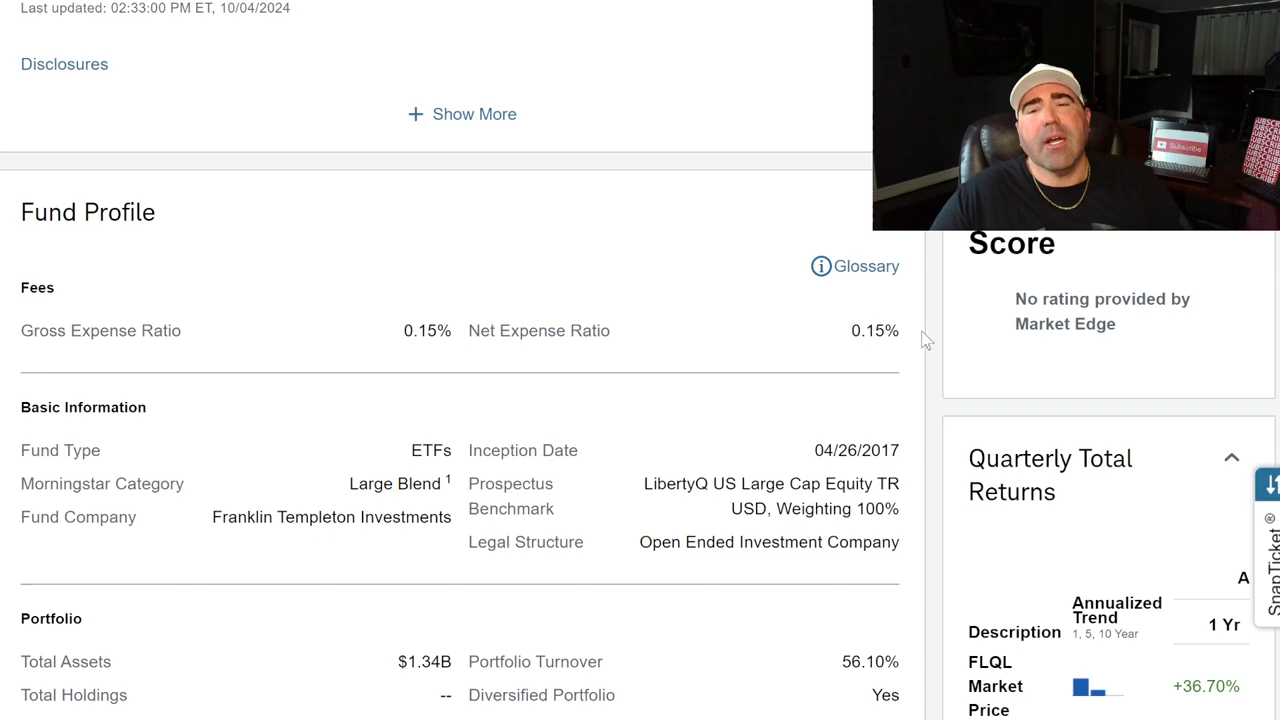 Last updated: 02:33:00 PM ET, 10/04/2024
Disclosures
+ Show More
Fund Profile
Glossary
Fees
Gross Expense Ratio 0.15% Net Expense Ratio 0.15%
Basic Information
Fund Type ETFs Inception Date 04/26/2017
Morningstar Category Large Blend 1 Prospectus Benchmark LibertyQ US Large Cap Equity TR
USD, Weighting 100%
Fund Company Franklin Templeton Investments
Legal Structure Open Ended Investment Company
Portfolio
Total Assets $1.34B Portfolio Turnover 56.10%
Total Holdings -- Diversified Portfolio Yes
Subscribe
SUBSCRIBE
SUBSCRIBE
Score
No rating provided by
Market Edge
Quarterly Total
Returns
A
Annualized
Trend
1, 5, 10 Year
Description
1 Yr
FLQL
Market
Price
+36.70%
SnapTicket ®